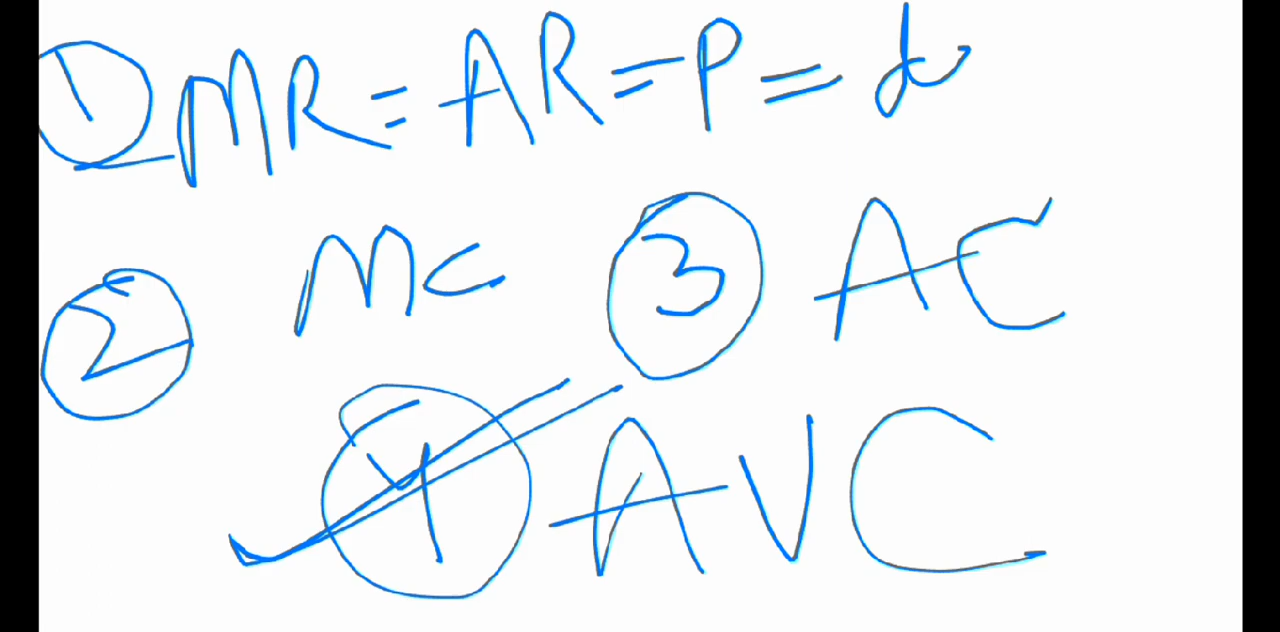 ① MR = AR = P = d
② MC ③ AC
④ AVC